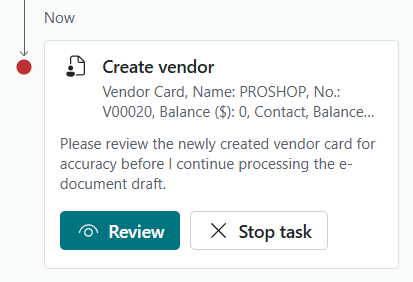 Now
Create vendor
Vendor Card, Name: PROSHOP, No.:
V00020, Balance ($): 0, Contact, Balance...
Please review the newly created vendor card for
accuracy before I continue processing the e-
document draft.
Review
Stop task